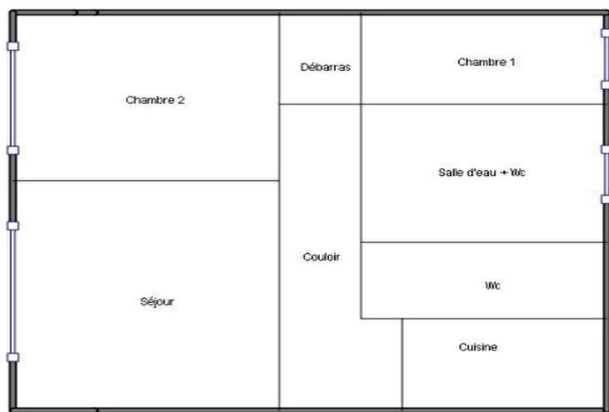 Débarras
Chambre 1
Chambre 2
Salle d'eau + Wc
Couloir
Wc
Séjour
Cuisine